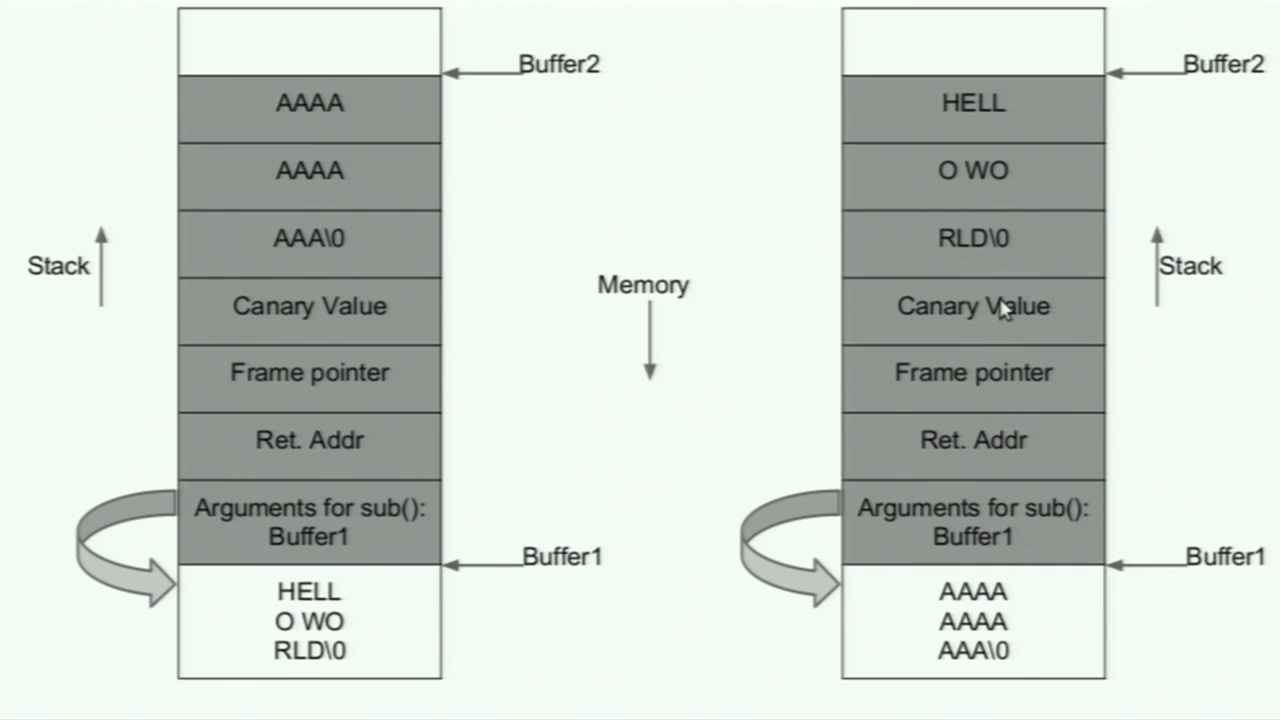 Buffer2
AAAA
AAAA
AAA\0
Stack
Canary Value
Frame pointer
Ret. Addr
Arguments for sub():
Buffer1
Buffer1
HELL
O WO
RLD\0
Memory
Buffer2
HELL
O WO
RLD\0
Stack
Canary Value
Frame pointer
Ret. Addr
Arguments for sub():
Buffer1
Buffer1
AAAA
AAAA
AAA\0